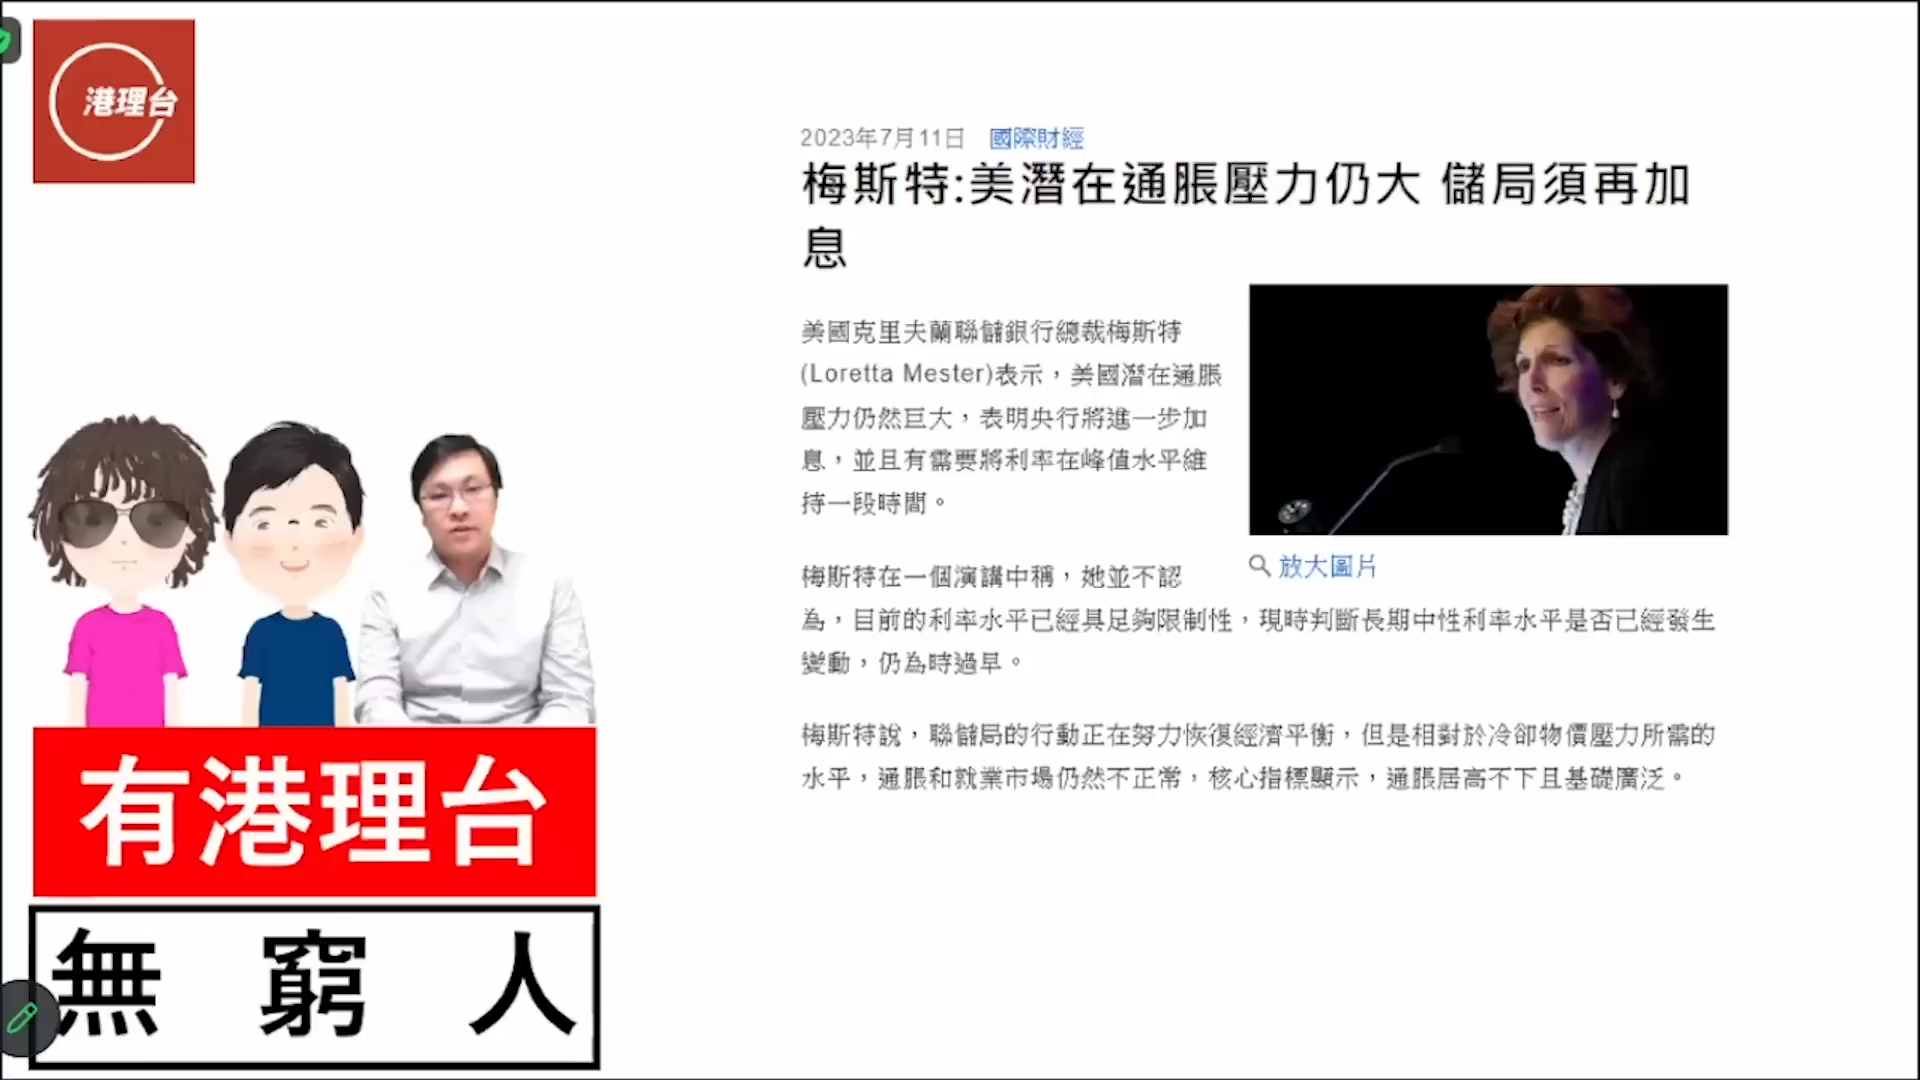 港理台
2023年7月11日 國際財經
梅斯特:美潛在通脹壓力仍大 儲局須再加
息
美國克里夫蘭聯儲銀行總裁梅斯特
(Loretta Mester)表示，美國潛在通脹
壓力仍然巨大，表明央行將進一步加
息，並且有需要將利率在峰值水平維
持一段時間。
放大圖片
梅斯特在一個演講中稱，她並不認
為，目前的利率水平已經具足夠限制性，現時判斷長期中性利率水平是否已經發生
變動，仍為時過早。
梅斯特說，聯儲局的行動正在努力恢復經濟平衡，但是相對於冷卻物價壓力所需的
水平，通脹和就業市場仍然不正常，核心指標顯示，通脹居高不下且基礎廣泛。
有港理台
無窮人